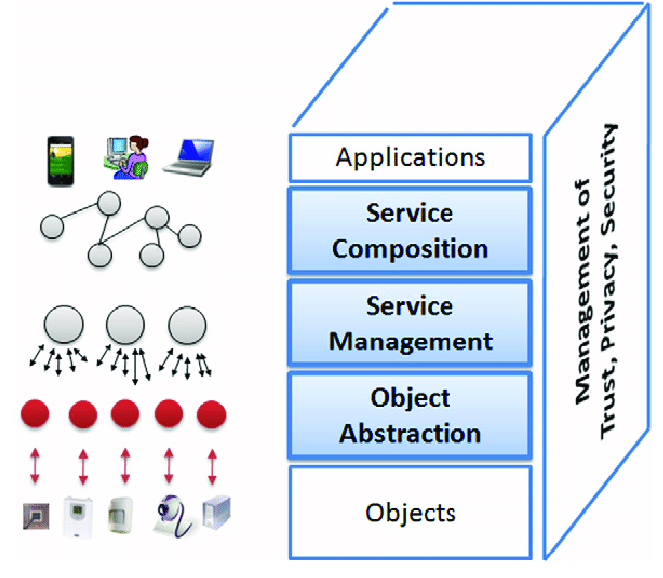 Applications
Service
Composition
Service
Management
Object
Abstraction
Objects
Management of
Trust, Privacy, Security